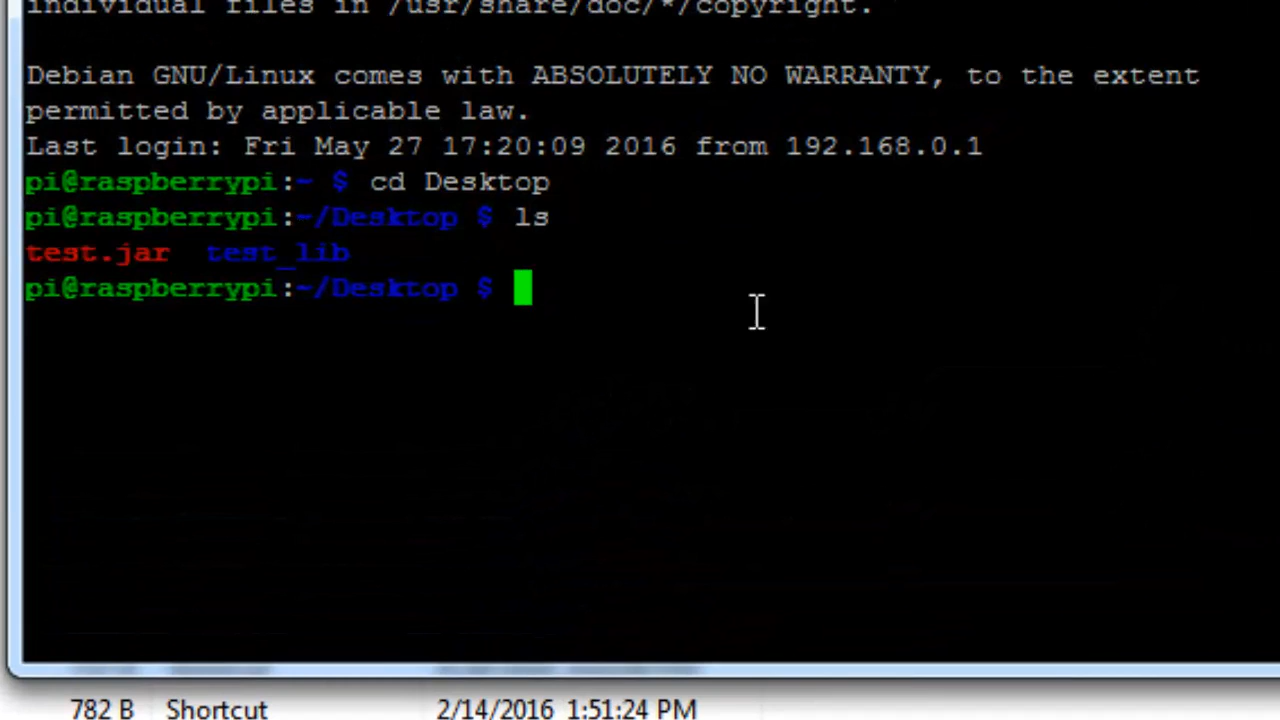 individual files in /usr/share/doc/*/copyright.
Debian GNU/Linux comes with ABSOLUTELY NO WARRANTY, to the extent
permitted by applicable law.
Last login: Fri May 27 17:20:09 2016 from 192.168.0.1
pi@raspberrypi:~ $ cd Desktop
pi@raspberrypi:~/Desktop $ ls
test.jar  test_lib
pi@raspberrypi:~/Desktop $
782 B Shortcut 2/14/2016 1:51:24 PM